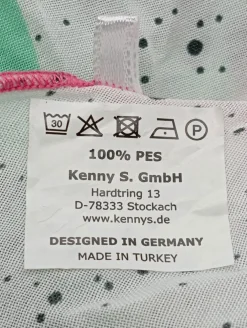 30 P
100% PES
Kenny S. GmbH
Hardtring 13
D-78333 Stockach
www.kennys.de
DESIGNED IN GERMANY
MADE IN TURKEY